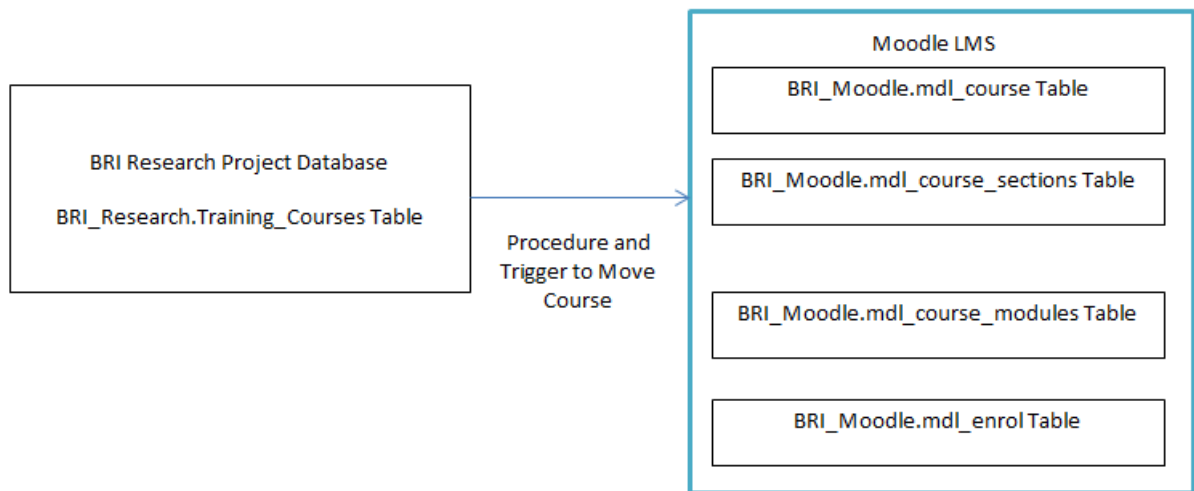 BRI Research Project Database
BRI_Research.Training_Courses Table
Procedure and
Trigger to Move
Course
Moodle LMS
BRI_Moodle.mdl_course Table
BRI_Moodle.mdl_course_sections Table
BRI_Moodle.mdl_course_modules Table
BRI_Moodle.mdl_enrol Table